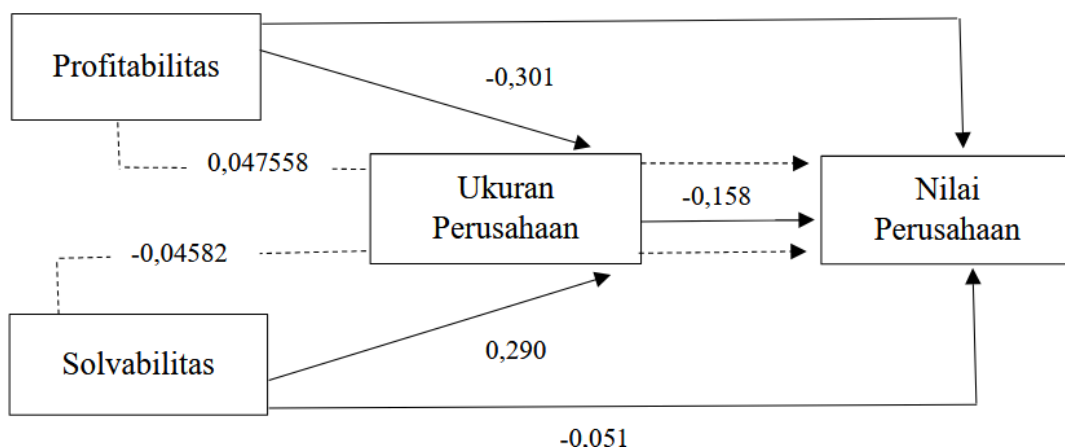 Profitabilitas
-0,301
0,047558
Ukuran
Perusahaan
-0,158
Nilai
Perusahaan
-0,04582
Solvabilitas
0,290
-0,051